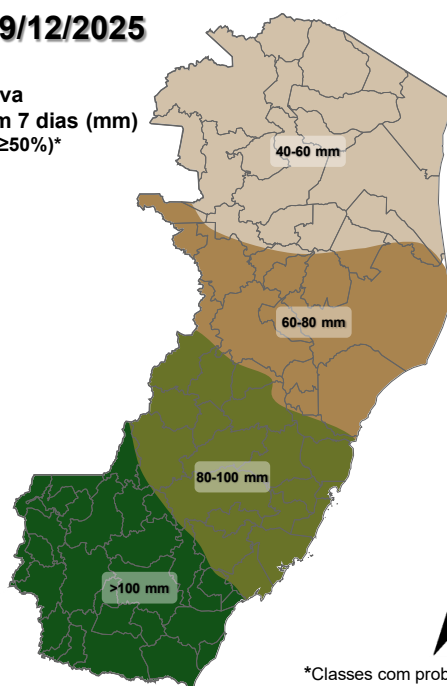 9/12/2025
va
m 7 dias (mm)
≥50%)*
40-60 mm
60-80 mm
80-100 mm
>100 mm
*Classes com prob